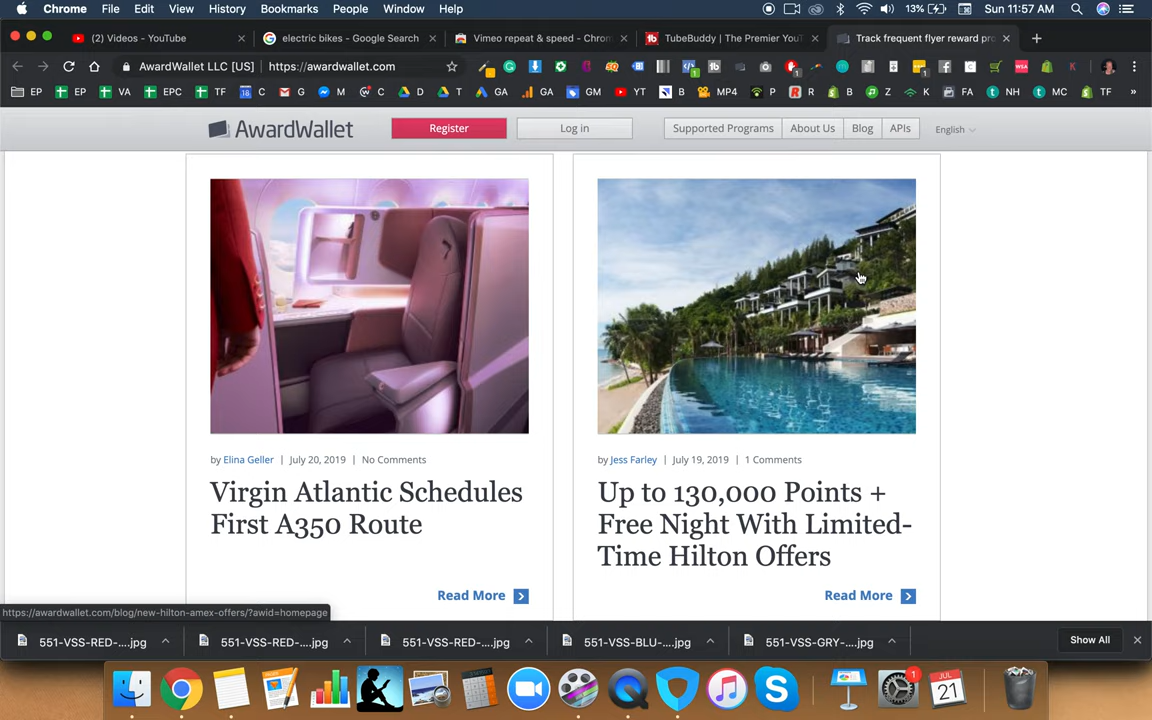 Chrome File Edit View History Bookmarks People Window Help 13% Sun 11:57 AM
(2) Videos - YouTube electric bikes - Google Search Vimeo repeat & speed - Chron TubeBuddy | The Premier You Track frequent flyer reward pro
AwardWallet LLC [US] https://awardwallet.com
EP EP VA EPC TF C M M C D D T GA GA GM YT B MP4 P R B Z K FA NH MC TF »
AwardWallet Register Log in Supported Programs About Us Blog APIs English
by Elina Geller | July 20, 2019 | No Comments
Virgin Atlantic Schedules
First A350 Route
Read More
by Jess Farley | July 19, 2019 | 1 Comments
Up to 130,000 Points +
Free Night With Limited-
Time Hilton Offers
Read More
https://awardwallet.com/blog/new-hilton-amex-offers/?awid=homepage
551-VSS-RED-....jpg 551-VSS-RED-....jpg 551-VSS-RED-....jpg 551-VSS-BLU-....jpg 551-VSS-GRY-....jpg Show All
JUL
21
1